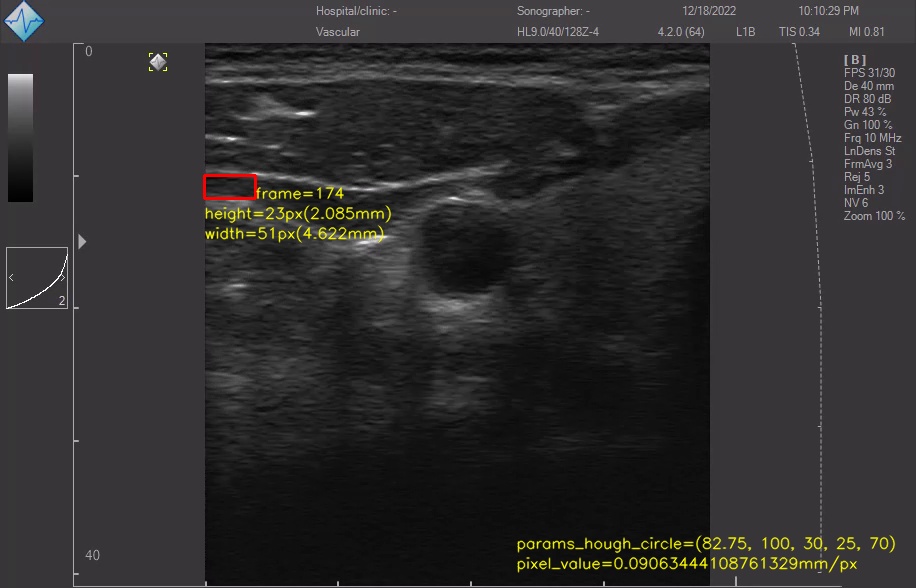 Hospital/clinic: - Sonographer: - 12/18/2022 10:10:29 PM
Vascular HL9.0/40/128Z-4 4.2.0 (64) L1B TIS 0.34 MI 0.81
0
[ B ]
FPS 31/30
De 40 mm
DR 80 dB
Pw 43 %
Gn 100 %
Frq 10 MHz
LnDens St
FrmAvg 3
Rej 5
ImEnh 3
NV 6
Zoom 100 %
frame=174
height=23px(2.085mm)
width=51px(4.622mm)
2
40
params_hough_circle=(82.75, 100, 30, 25, 70)
pixel_value=0.09063444108761329mm/px